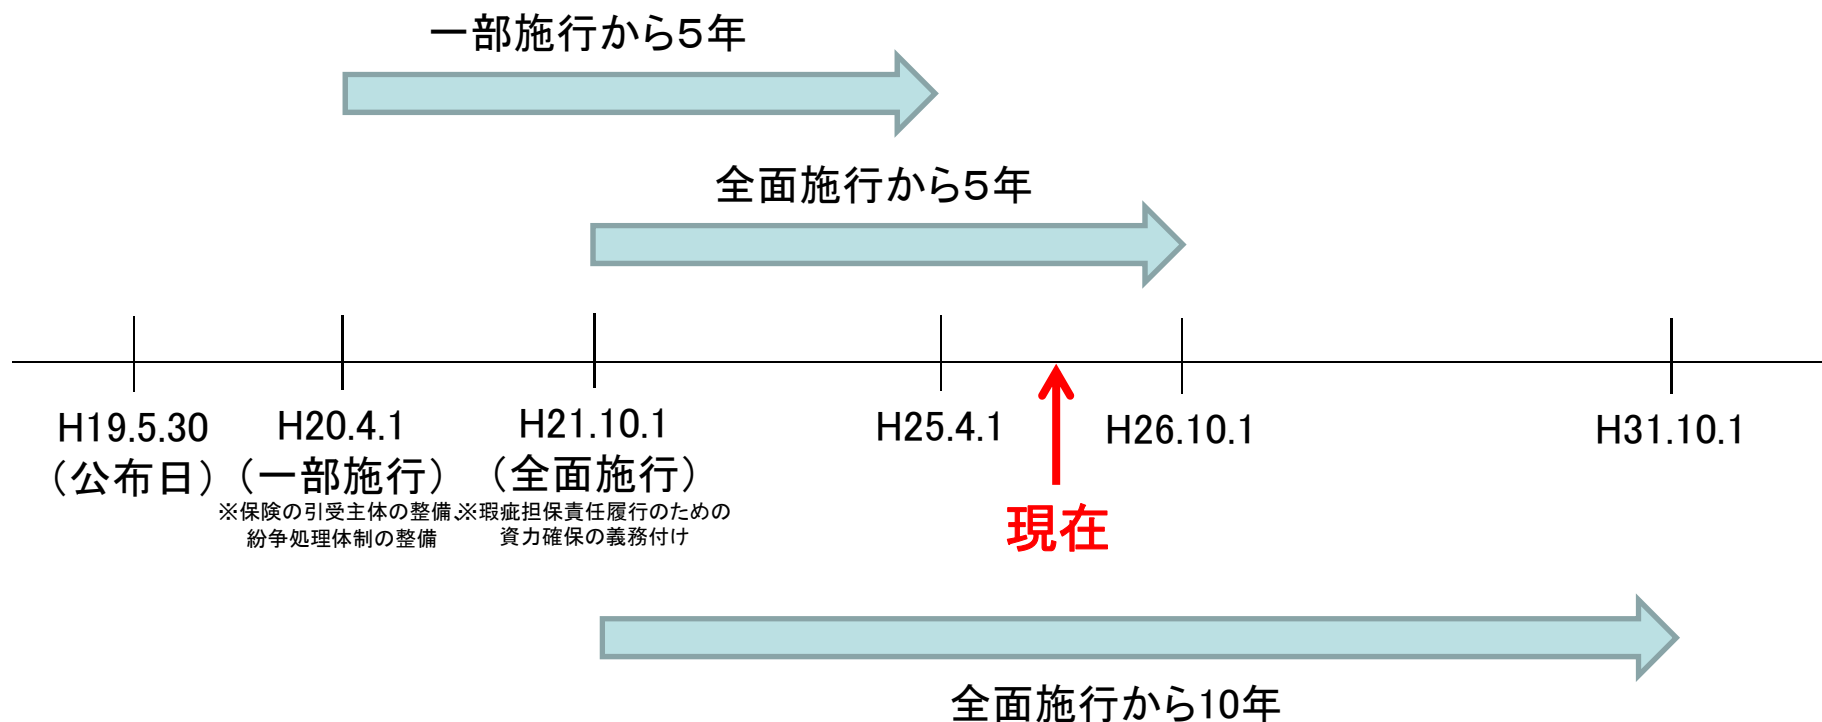 一部施行から5年
全面施行から5年
H19.5.30
(公布日)
H20.4.1
(一部施行)
※保険の引受主体の整備、
紛争処理体制の整備
H21.10.1
(全面施行)
※瑕疵担保責任履行のための
資力確保の義務付け
H25.4.1
現在
H26.10.1
H31.10.1
全面施行から10年